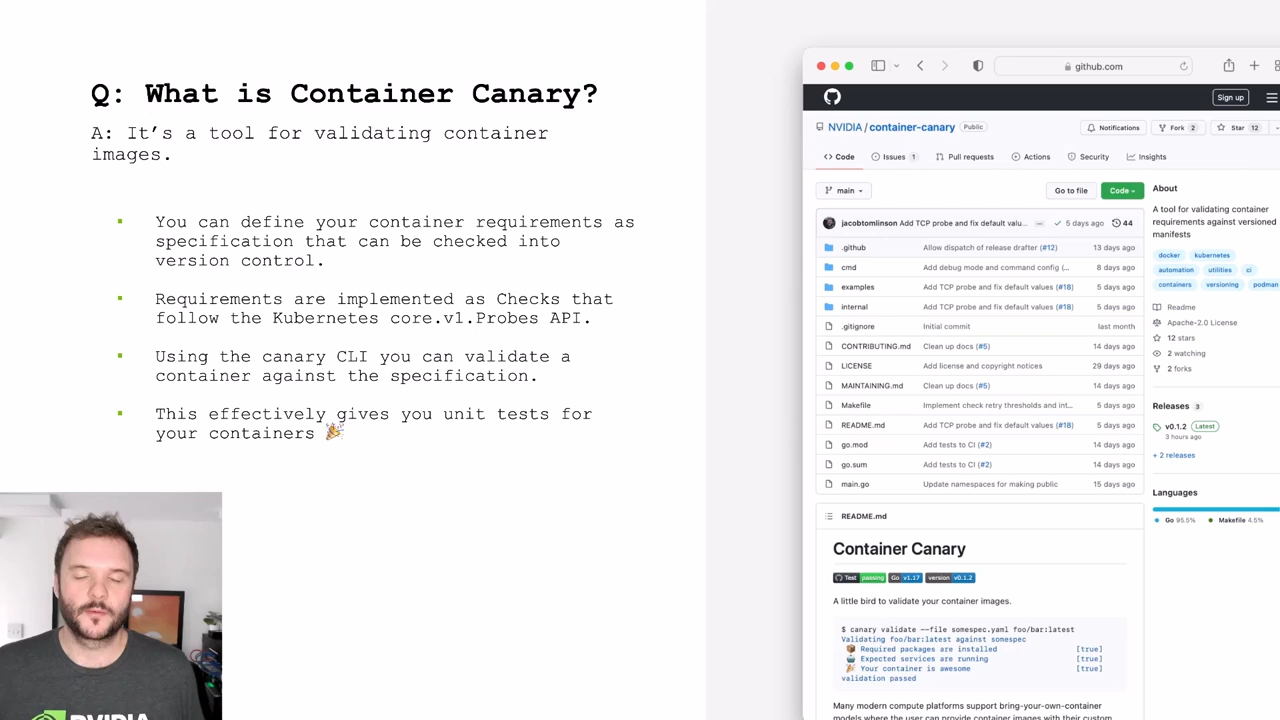 Q: What is Container Canary?
A: It's a tool for validating container
images.
You can define your container requirements as
specification that can be checked into
version control.
Requirements are implemented as Checks that
follow the Kubernetes core.v1.Probes API.
Using the canary CLI you can validate a
container against the specification.
This effectively gives you unit tests for
your containers 🎉
NVIDIA
github.com
Sign up
NVIDIA / container-canary Public
Notifications Fork 2 Star 12
Code Issues 1 Pull requests Actions Security Insights
main Go to file Code
jacobtomlinson Add TCP probe and fix default valu... 5 days ago 44
.github Allow dispatch of release drafter (#12) 13 days ago
cmd Add debug mode and command config (... 8 days ago
examples Add TCP probe and fix default values (#18) 5 days ago
internal Add TCP probe and fix default values (#18) 5 days ago
.gitignore Initial commit last month
CONTRIBUTING.md Clean up docs (#5) 14 days ago
LICENSE Add license and copyright notices 29 days ago
MAINTAINING.md Clean up docs (#5) 14 days ago
Makefile Implement check retry thresholds and int... 5 days ago
README.md Add TCP probe and fix default values (#18) 5 days ago
go.mod Add tests to CI (#2) 14 days ago
go.sum Add tests to CI (#2) 14 days ago
main.go Update namespaces for making public 15 days ago
About
A tool for validating container
requirements against versioned
manifests
docker kubernetes
automation utilities ci
containers versioning podman
Readme
Apache-2.0 License
12 stars
2 watching
2 forks
Releases 3
v0.1.2 Latest
3 hours ago
+ 2 releases
Languages
Go 95.5% Makefile 4.5%
README.md
Container Canary
Test passing Go v1.17 version v0.1.2
A little bird to validate your container images.
$ canary validate --file somespec.yaml foo/bar:latest
Validating foo/bar:latest against somespec
📦 Required packages are installed [true]
🤖 Expected services are running [true]
🎉 Your container is awesome [true]
validation passed
Many modern compute platforms support bring-your-own-container
models where the user can provide container images with their custom